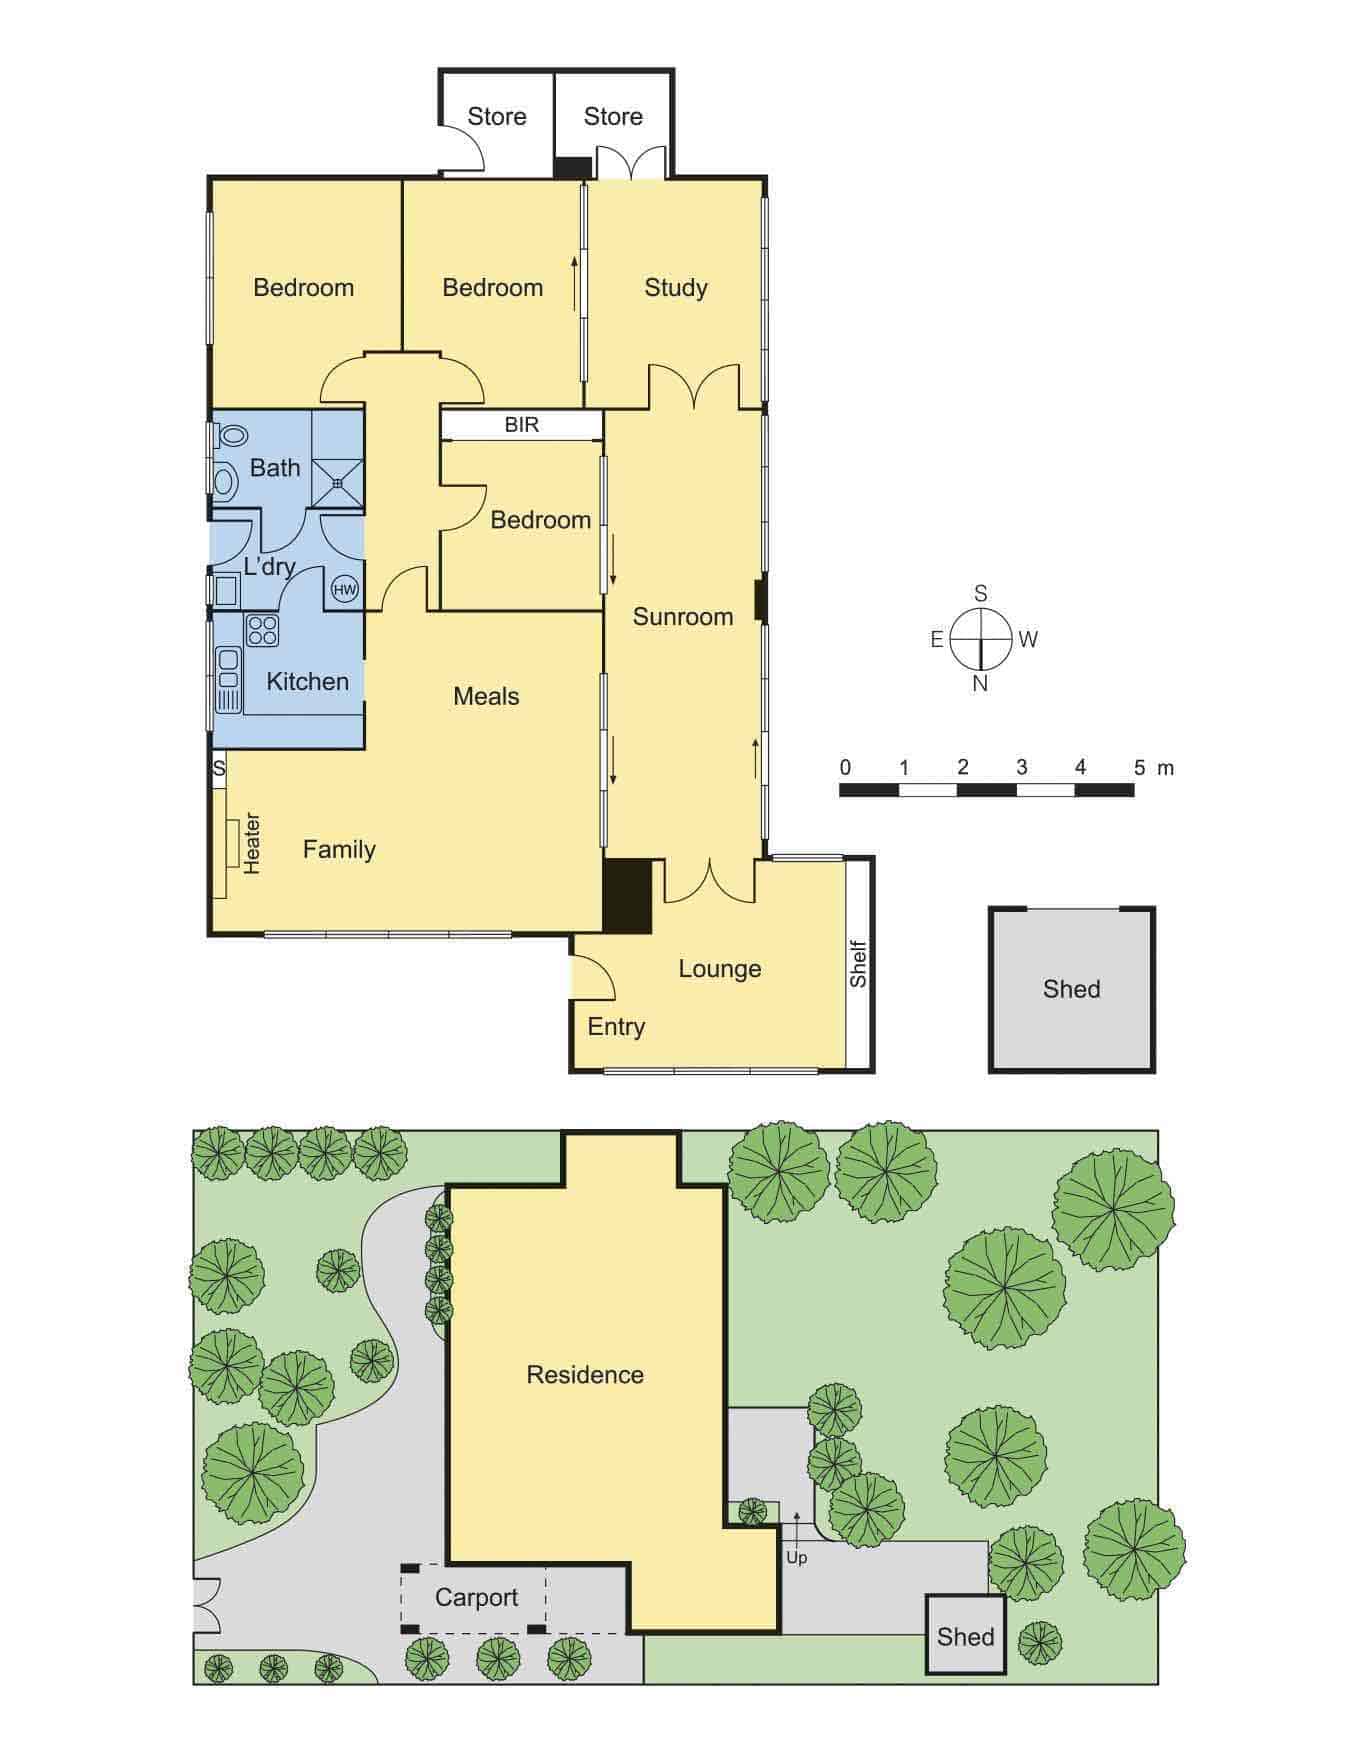 Store
Store
Bedroom
Bedroom
Study
BIR
Bath
Bedroom
L'dry
HW
Sunroom
S
E
W
N
Kitchen
Meals
S
0 1 2 3 4 5 m
Heater
Family
Lounge
Shelf
Shed
Entry
Residence
Up
Carport
Shed